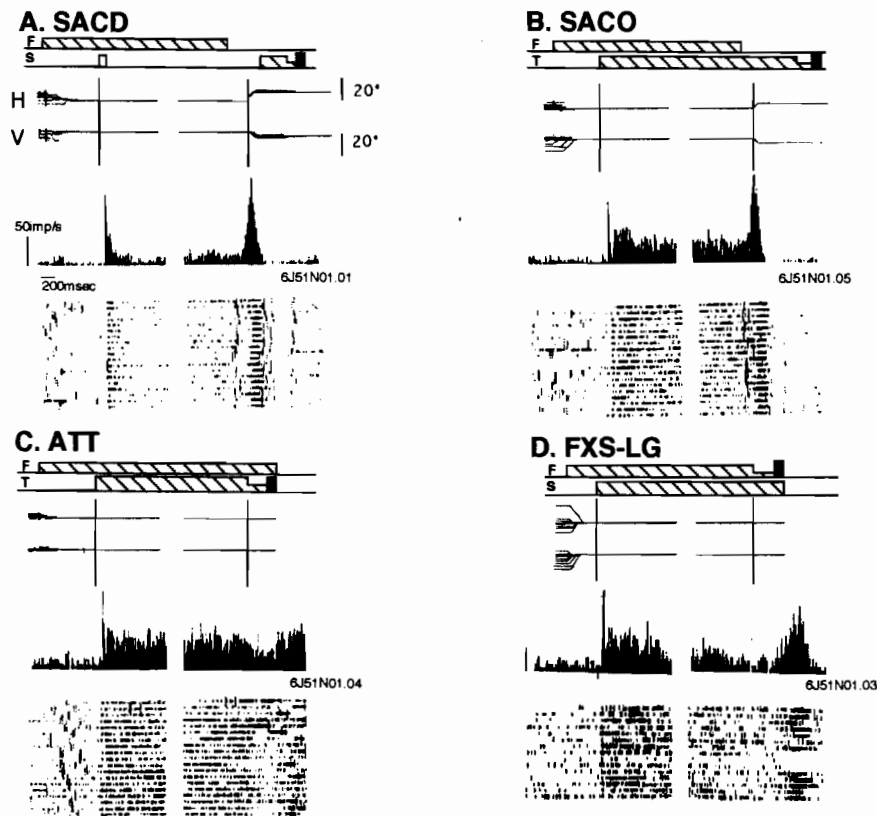 A. SACD
F
S
H
20°
V
20°
50imp/s
200msec
6J51N01.01
B. SACO
F
T
6J51N01.05
C. ATT
F
T
6J51N01.04
D. FXS-LG
F
S
6J51N01.03